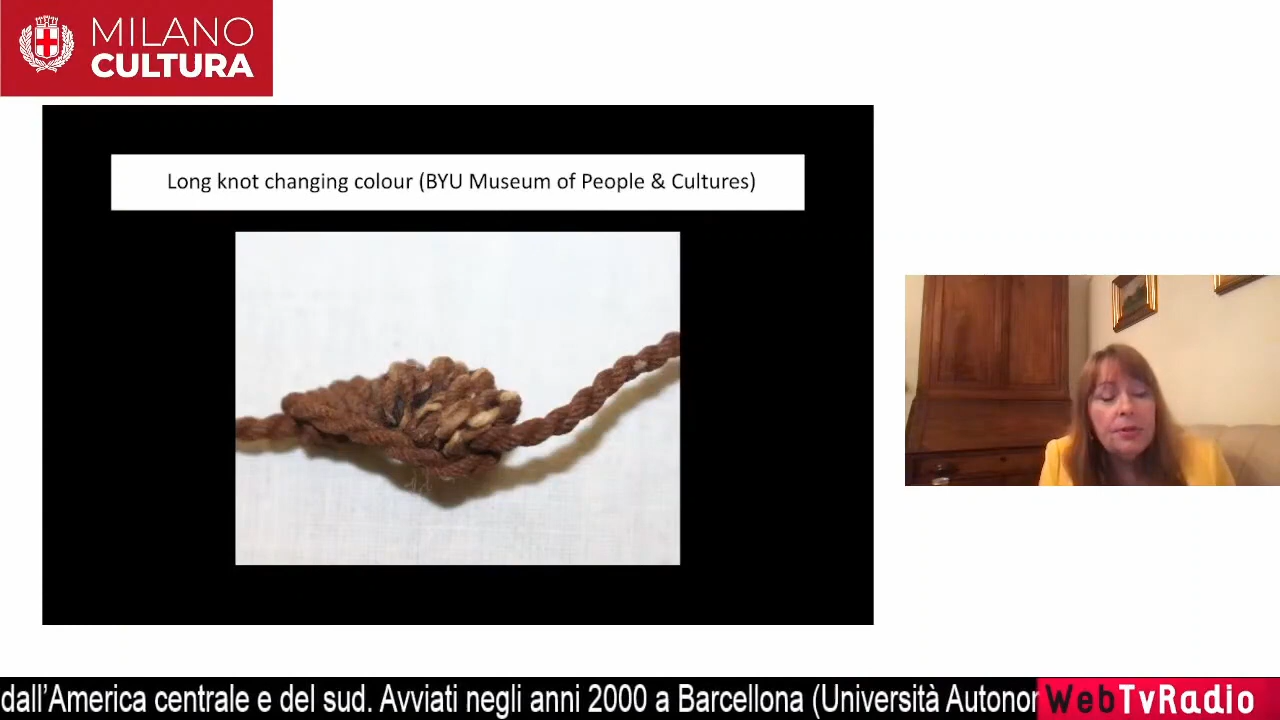 MILANO
CULTURA
Long knot changing colour (BYU Museum of People & Cultures)
dall'America centrale e del sud. Avviati negli anni 2000 a Barcellona (Università Autonor
WebTvRadio